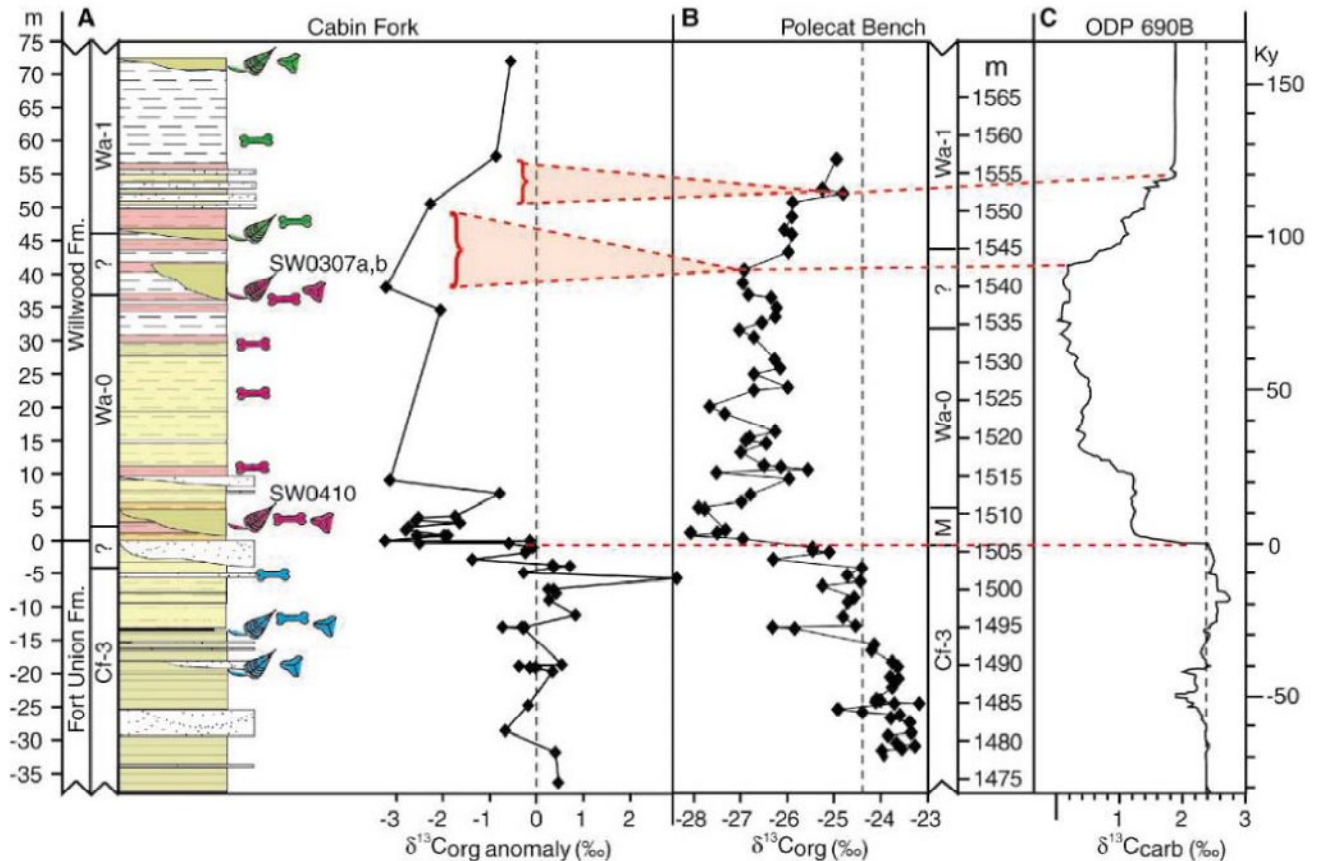 m A Cabin Fork B Polecat Bench C ODP 690B
75
70
65
60
55
50
45
40
35
30
25
20
15
10
5
0
-5
-10
-15
-20
-25
-30
-35
Willwood Fm.
Fort Union Fm.
Wa-1
?
Wa-0
?
Cf-3
SW0307a,b
SW0410
-3 -2 -1 0 1 2
δ¹³Corg anomaly (‰)
-28 -27 -26 -25 -24 -23
δ¹³Corg (‰)
Wa-1
?
Wa-0
M
Cf-3
m
1565
1560
1555
1550
1545
1540
1535
1530
1525
1520
1515
1510
1505
1500
1495
1490
1485
1480
1475
1 2 3
δ¹³Ccarb (‰)
Ky
150
100
50
0
-50